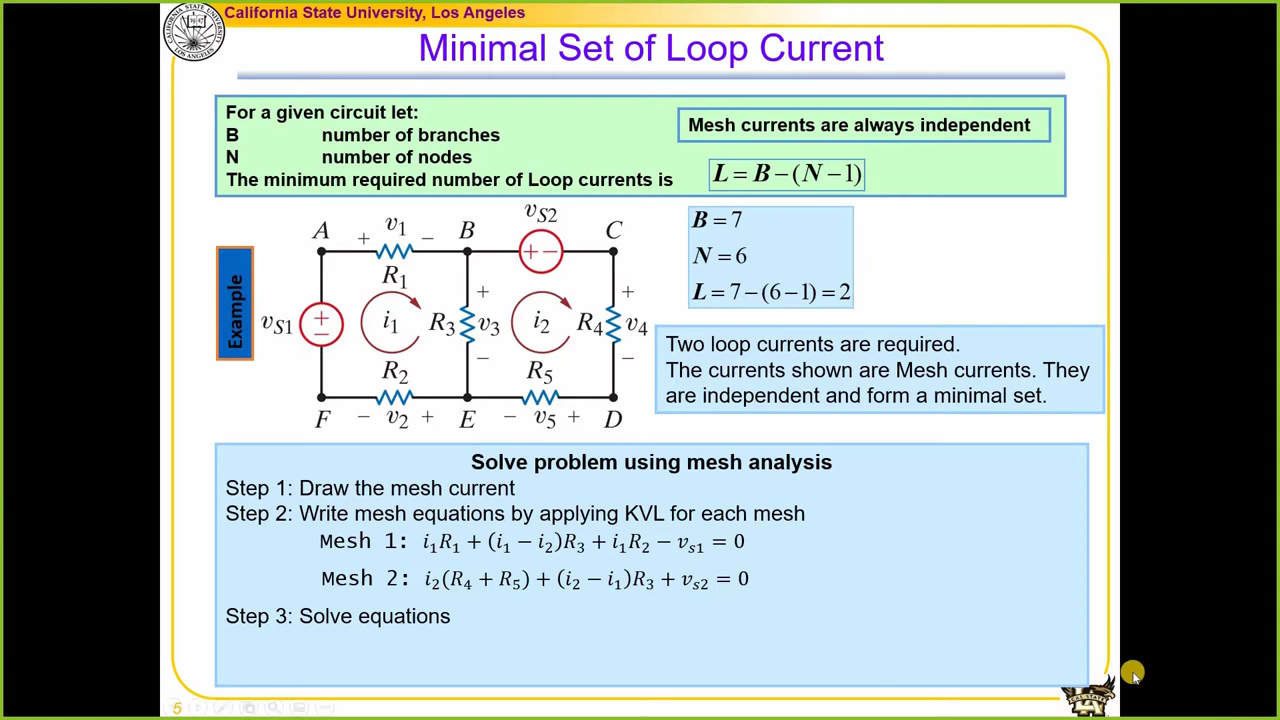 California State University, Los Angeles
Minimal Set of Loop Current
For a given circuit let:
B number of branches
N number of nodes
The minimum required number of Loop currents is
Mesh currents are always independent
L = B − (N − 1)
Example
A + v₁ − B v_S2 C
+ −
R₁
v_S1 + − i₁ R₃ + v₃ − i₂ R₄ + v₄ −
R₂ R₅
F − v₂ + E − v₅ + D
B = 7
N = 6
L = 7 − (6 − 1) = 2
Two loop currents are required.
The currents shown are Mesh currents. They
are independent and form a minimal set.
Solve problem using mesh analysis
Step 1: Draw the mesh current
Step 2: Write mesh equations by applying KVL for each mesh
Mesh 1: i₁R₁ + (i₁ − i₂)R₃ + i₁R₂ − v_s1 = 0
Mesh 2: i₂(R₄ + R₅) + (i₂ − i₁)R₃ + v_s2 = 0
Step 3: Solve equations
5